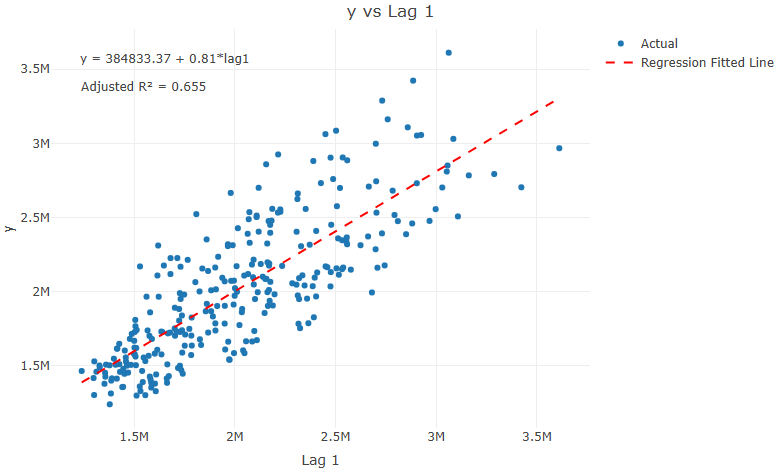 y vs Lag 1
y = 384833.37 + 0.81*lag1
Adjusted R² = 0.655
Actual
Regression Fitted Line
3.5M
3M
2.5M
2M
1.5M
y
1.5M
2M
2.5M
3M
3.5M
Lag 1